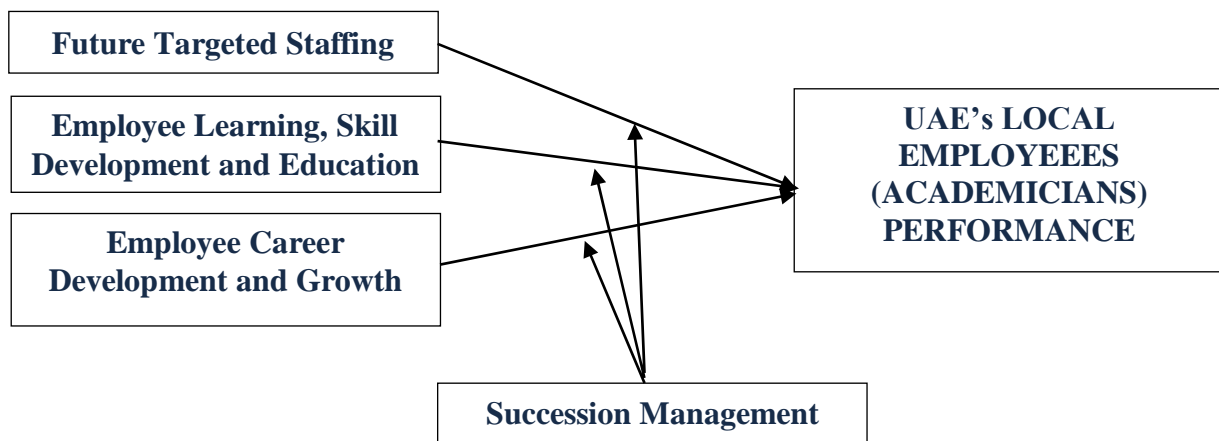 Future Targeted Staffing
Employee Learning, Skill
Development and Education
Employee Career
Development and Growth
UAE’s LOCAL
EMPLOYEEES
(ACADEMICIANS)
PERFORMANCE
Succession Management